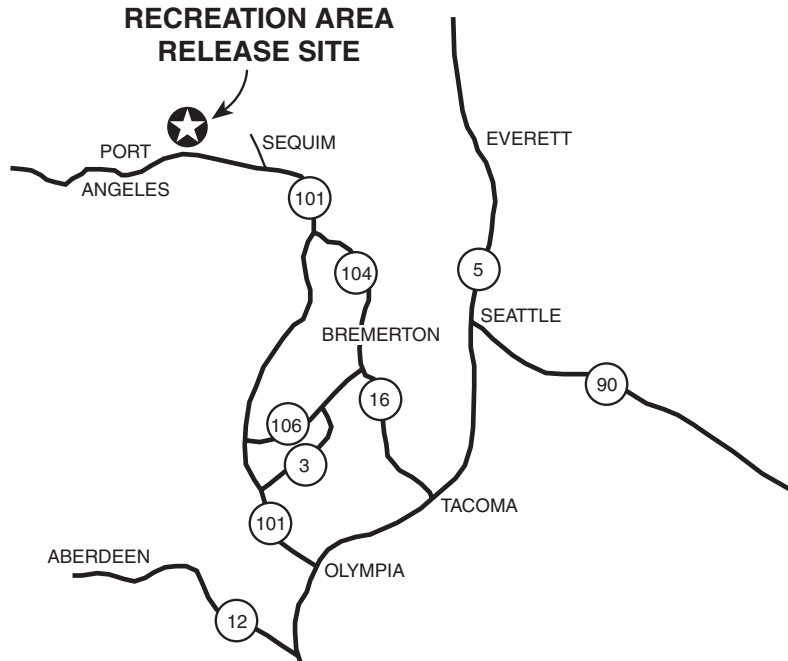 RECREATION AREA
RELEASE SITE
EVERETT
SEQUIM
PORT
ANGELES
101
104
5
SEATTLE
BREMERTON
90
16
106
3
TACOMA
101
ABERDEEN
OLYMPIA
12